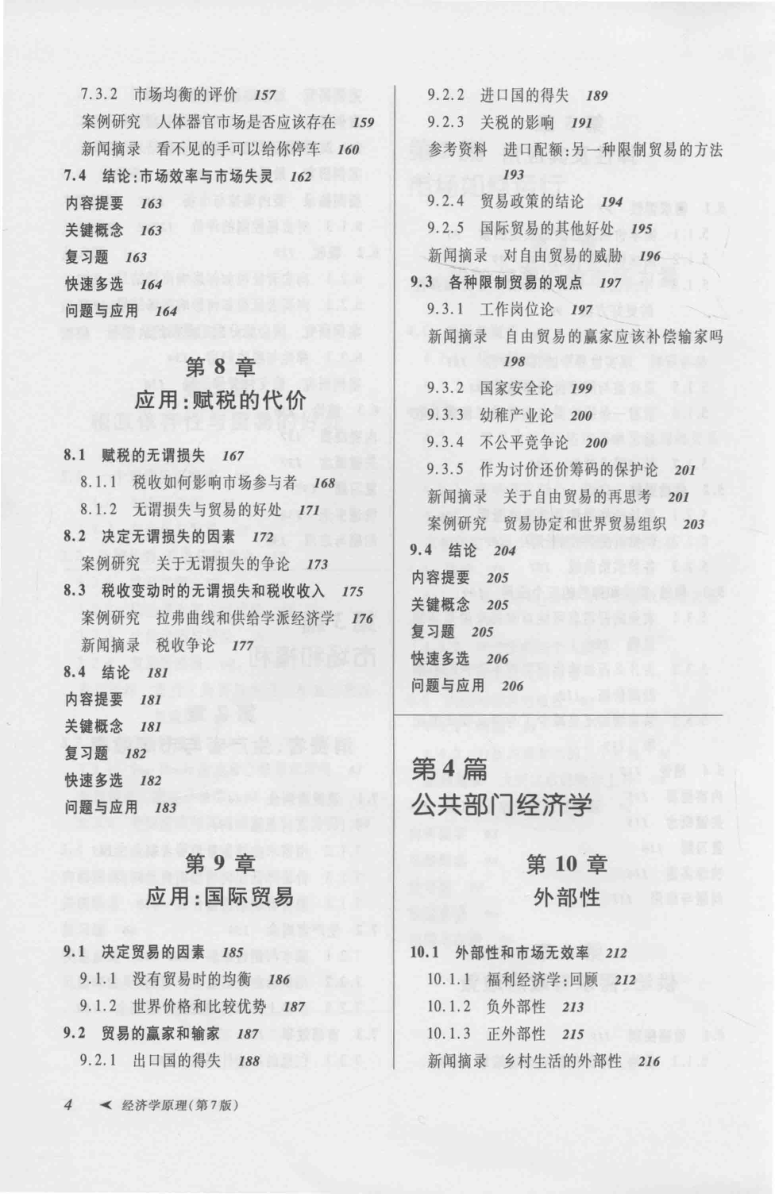 7.3.2 市场均衡的评价 157
案例研究 人体器官市场是否应该存在 159
新闻摘录 看不见的手可以给你停车 160
7.4 结论:市场效率与市场失灵 162
内容提要 163
关键概念 163
复习题 163
快速多选 164
问题与应用 164
第 8 章
应用:赋税的代价
8.1 赋税的无谓损失 167
8.1.1 税收如何影响市场参与者 168
8.1.2 无谓损失与贸易的好处 171
8.2 决定无谓损失的因素 172
案例研究 关于无谓损失的争论 173
8.3 税收变动时的无谓损失和税收收入 175
案例研究 拉弗曲线和供给学派经济学 176
新闻摘录 税收争论 177
8.4 结论 181
内容提要 181
关键概念 181
复习题 182
快速多选 182
问题与应用 183
第 9 章
应用:国际贸易
9.1 决定贸易的因素 185
9.1.1 没有贸易时的均衡 186
9.1.2 世界价格和比较优势 187
9.2 贸易的赢家和输家 187
9.2.1 出口国的得失 188
9.2.2 进口国的得失 189
9.2.3 关税的影响 191
参考资料 进口配额:另一种限制贸易的方法
193
9.2.4 贸易政策的结论 194
9.2.5 国际贸易的其他好处 195
新闻摘录 对自由贸易的威胁 196
9.3 各种限制贸易的观点 197
9.3.1 工作岗位论 197
新闻摘录 自由贸易的赢家应该补偿输家吗
198
9.3.2 国家安全论 199
9.3.3 幼稚产业论 200
9.3.4 不公平竞争论 200
9.3.5 作为讨价还价筹码的保护论 201
新闻摘录 关于自由贸易的再思考 201
案例研究 贸易协定和世界贸易组织 203
9.4 结论 204
内容提要 205
关键概念 205
复习题 205
快速多选 206
问题与应用 206
第 4 篇
公共部门经济学
第 10 章
外部性
10.1 外部性和市场无效率 212
10.1.1 福利经济学:回顾 212
10.1.2 负外部性 213
10.1.3 正外部性 215
新闻摘录 乡村生活的外部性 216
4 经济学原理(第7版)